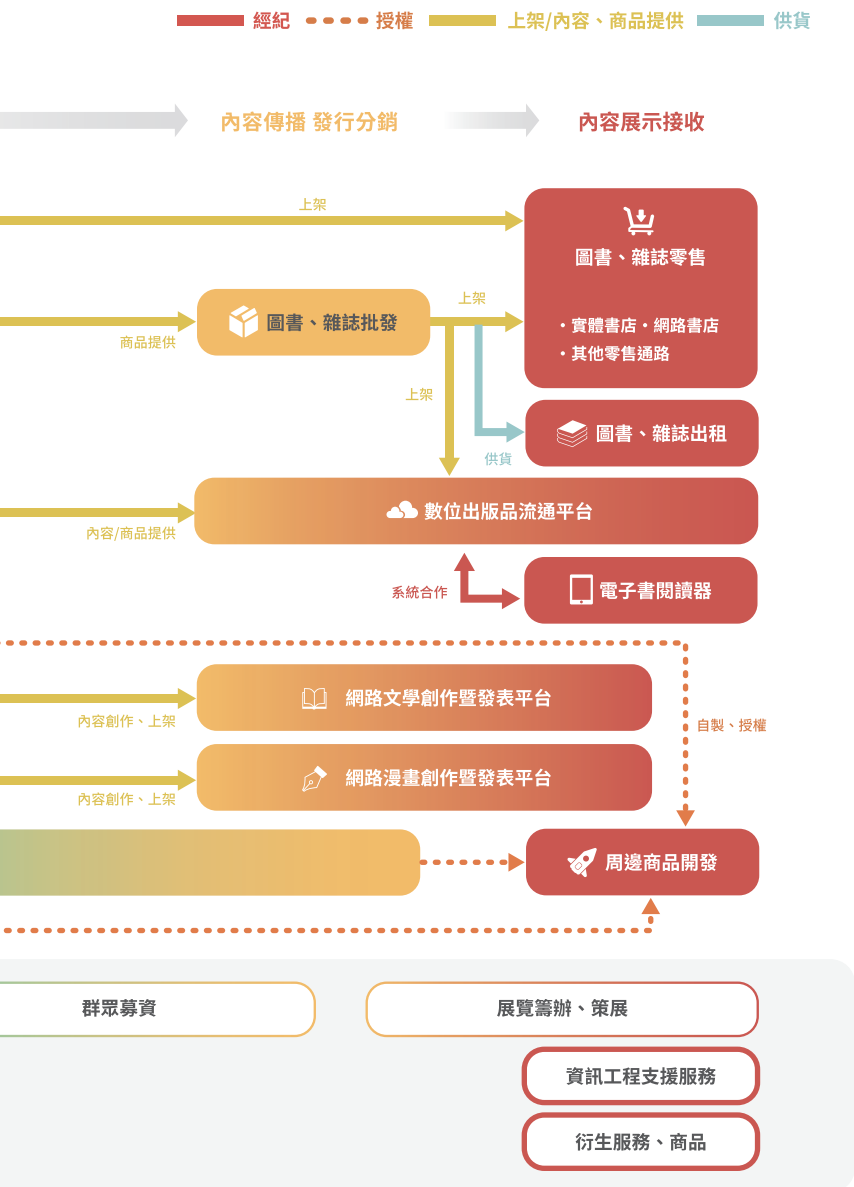 經紀 授權 上架/內容、商品提供 供貨
內容傳播 發行分銷 內容展示接收
上架
圖書、雜誌零售
・實體書店・網路書店
・其他零售通路
上架
圖書、雜誌批發
商品提供
上架
圖書、雜誌出租
供貨
數位出版品流通平台
內容/商品提供
系統合作
電子書閱讀器
網路文學創作暨發表平台
內容創作、上架
自製、授權
網路漫畫創作暨發表平台
內容創作、上架
周邊商品開發
群眾募資
展覽籌辦、策展
資訊工程支援服務
衍生服務、商品